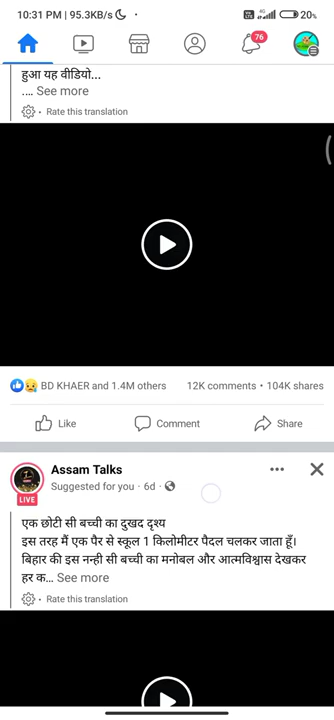 10:31 PM | 95.3KB/s
4G
20%
76
हुआ यह वीडियो...
.... See more
Rate this translation
BD KHAER and 1.4M others 12K comments • 104K shares
Like Comment Share
Assam Talks
Suggested for you · 6d ·
LIVE
एक छोटी सी बच्ची का दुखद दृश्य
इस तरह मैं एक पैर से स्कूल 1 किलोमीटर पैदल चलकर जाता हूँ।
बिहार की इस नन्ही सी बच्ची का मनोबल और आत्मविश्वास देखकर
हर क... See more
Rate this translation